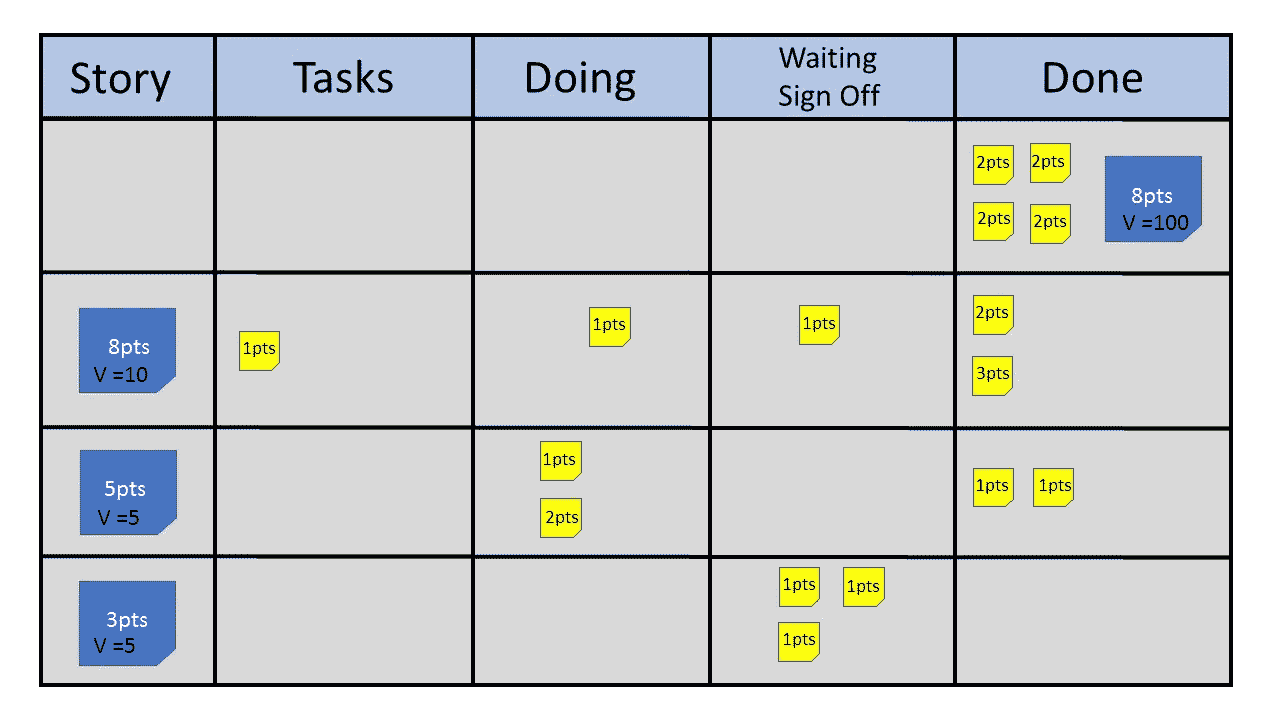 Story
Tasks
Doing
Waiting
Sign Off
Done
2pts
2pts
2pts
2pts
8pts
V =100
8pts
V =10
1pts
1pts
1pts
2pts
3pts
5pts
V =5
1pts
2pts
1pts
1pts
3pts
V =5
1pts
1pts
1pts